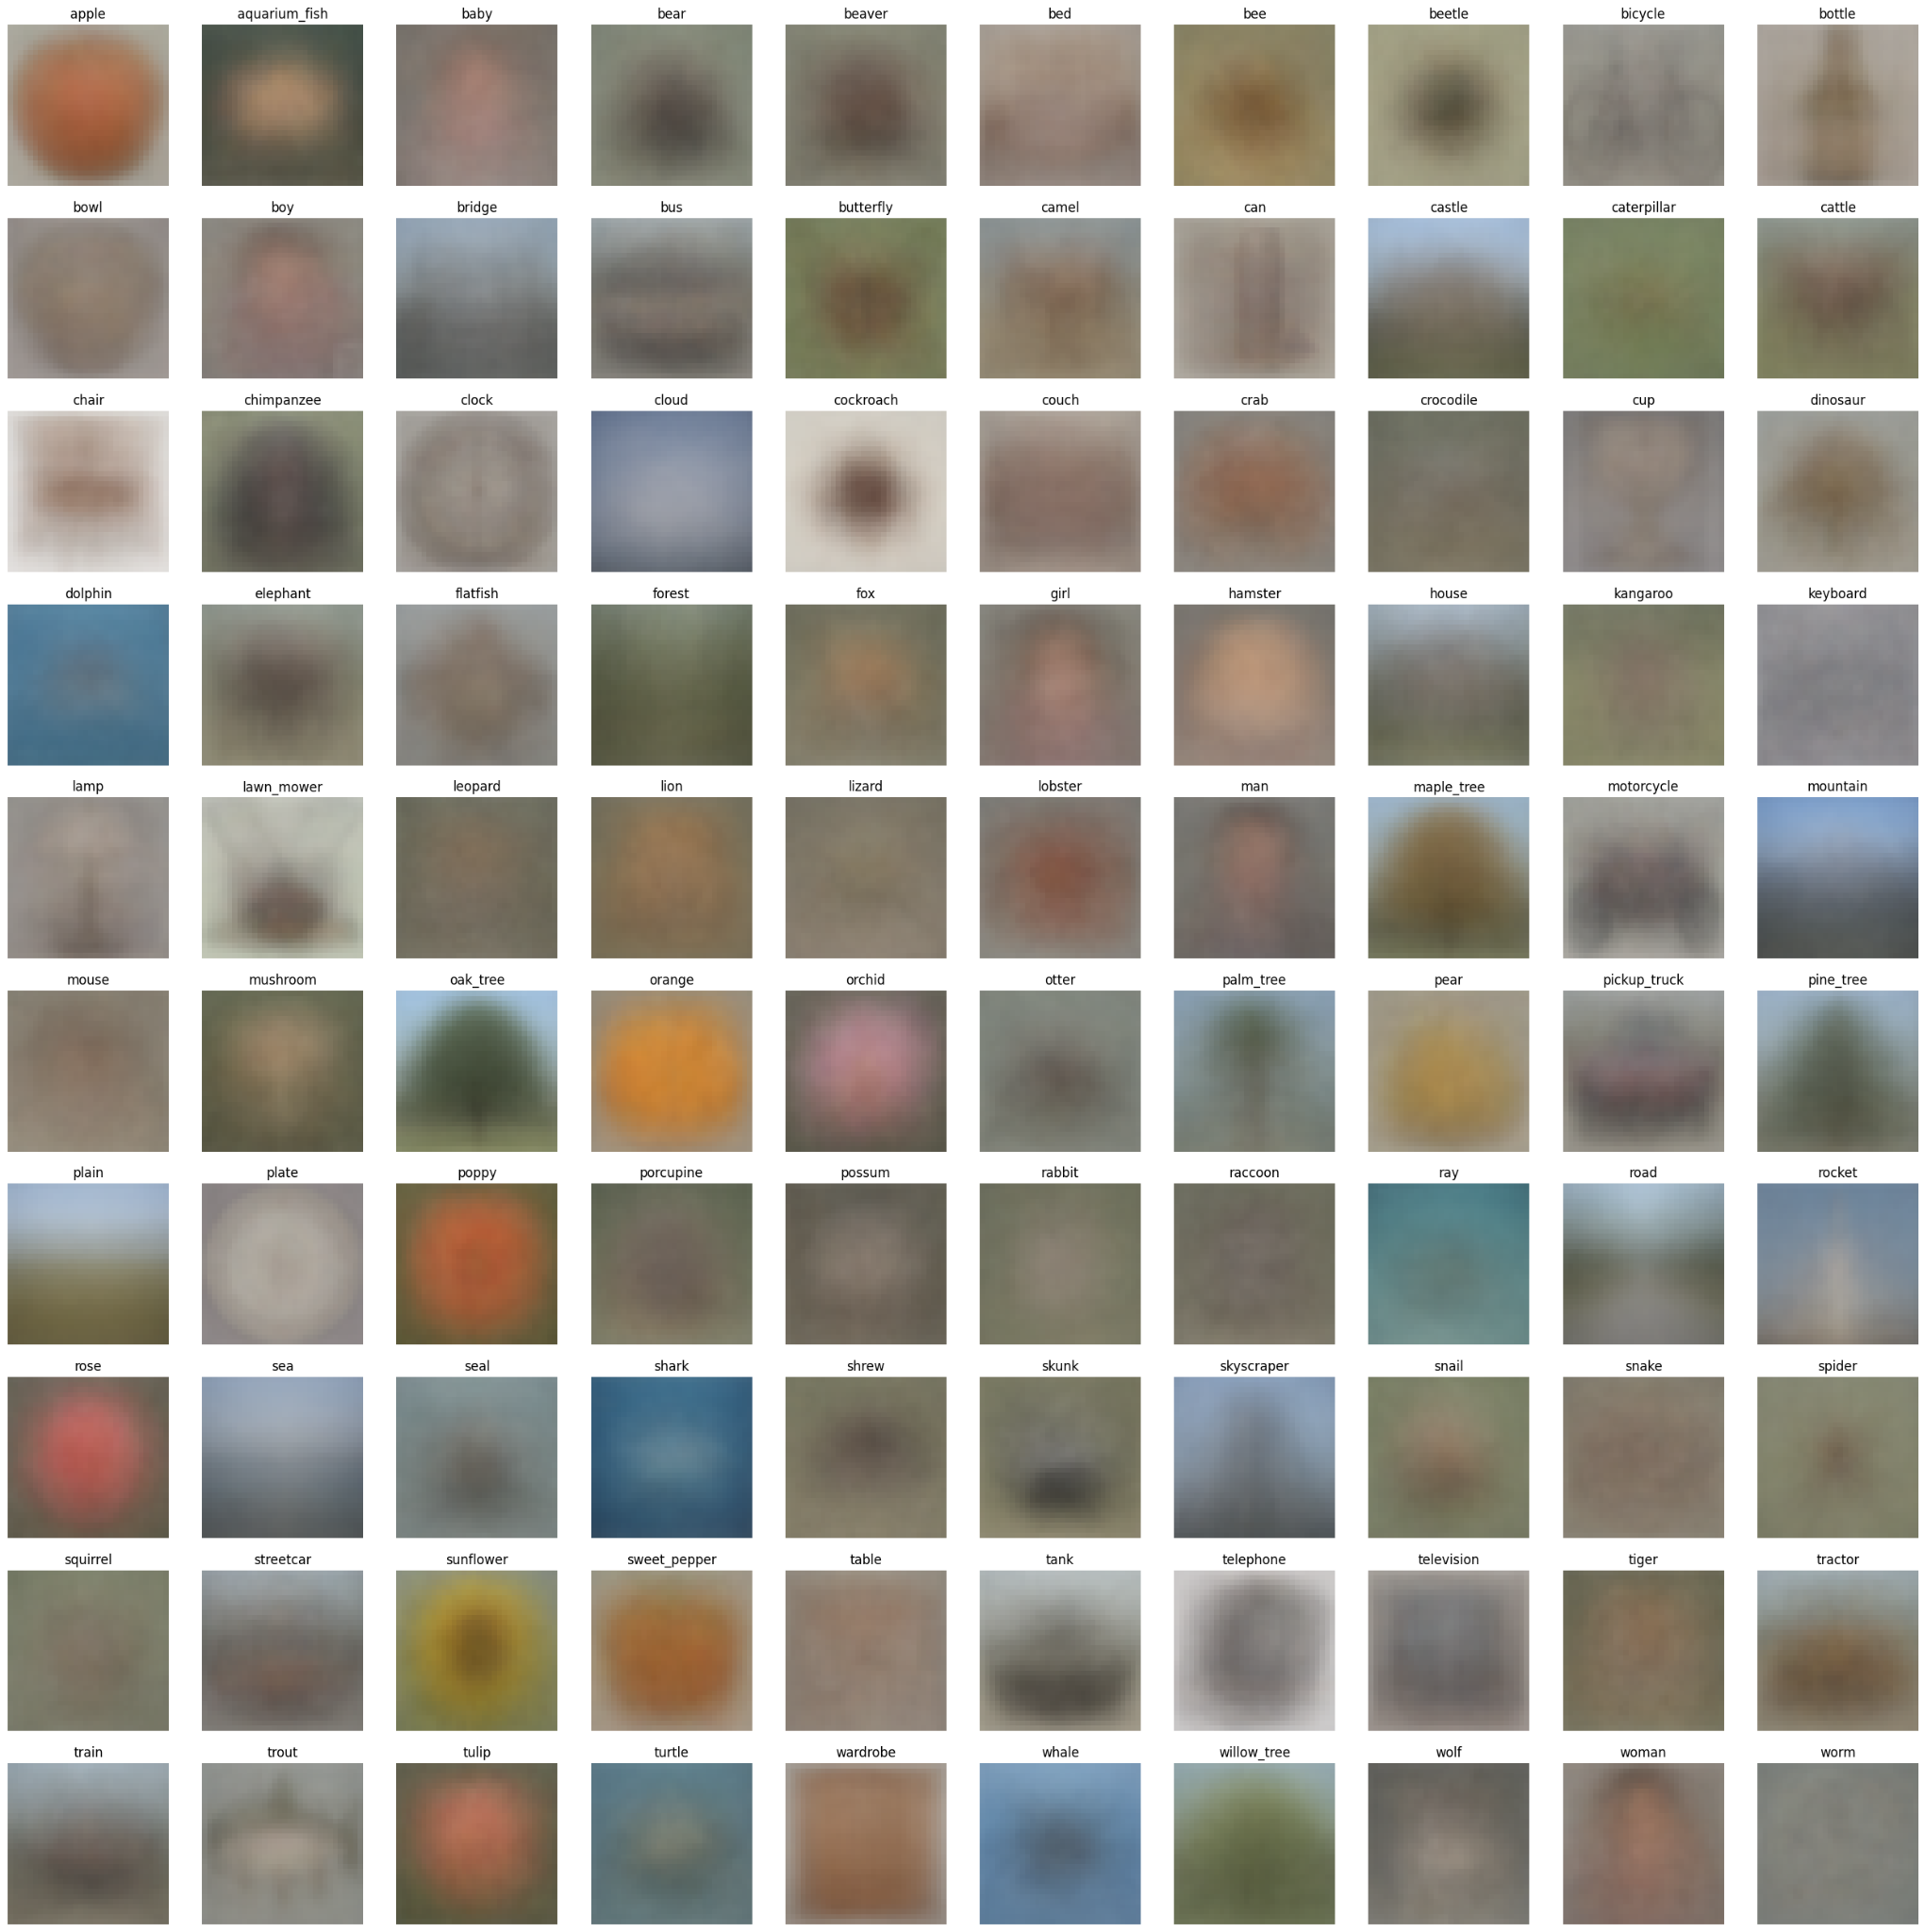 apple aquarium_fish baby bear beaver bed bee beetle bicycle bottle
bowl boy bridge bus butterfly camel can castle caterpillar cattle
chair chimpanzee clock cloud cockroach couch crab crocodile cup dinosaur
dolphin elephant flatfish forest fox girl hamster house kangaroo keyboard
lamp lawn_mower leopard lion lizard lobster man maple_tree motorcycle mountain
mouse mushroom oak_tree orange orchid otter palm_tree pear pickup_truck pine_tree
plain plate poppy porcupine possum rabbit raccoon ray road rocket
rose sea seal shark shrew skunk skyscraper snail snake spider
squirrel streetcar sunflower sweet_pepper table tank telephone television tiger tractor
train trout tulip turtle wardrobe whale willow_tree wolf woman worm